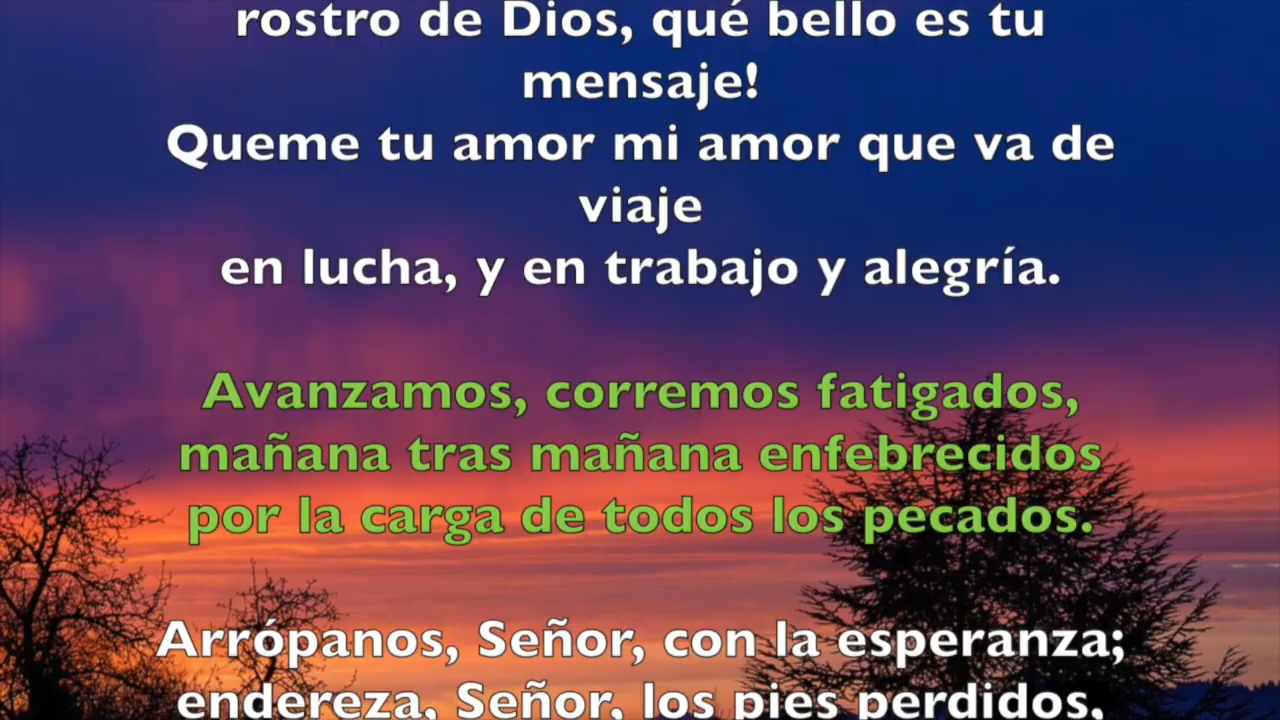 rostro de Dios, qué bello es tu
mensaje!
Queme tu amor mi amor que va de
viaje
en lucha, y en trabajo y alegría.
Avanzamos, corremos fatigados,
mañana tras mañana enfebrecidos
por la carga de todos los pecados.
Arrópanos, Señor, con la esperanza;
endereza, Señor, los pies perdidos,